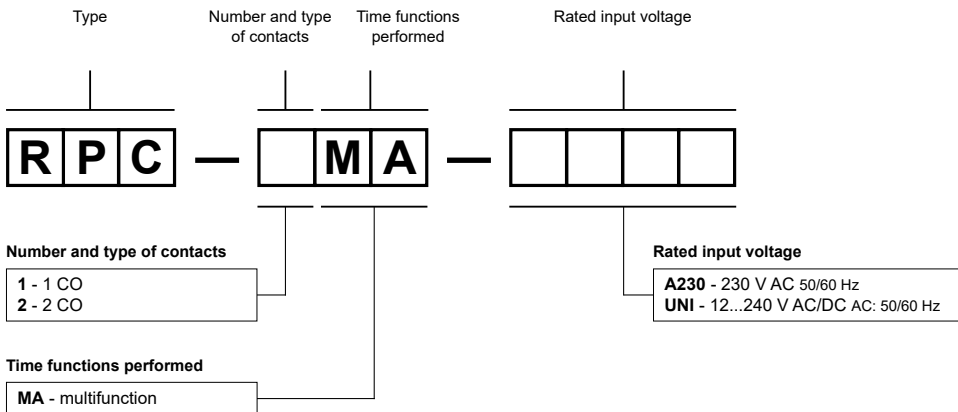 Type
Number and type of contacts
Time functions performed
Rated input voltage
R P C — M A —
Number and type of contacts
1 - 1 CO
2 - 2 CO
Rated input voltage
A230 - 230 V AC 50/60 Hz
UNI - 12...240 V AC/DC AC: 50/60 Hz
Time functions performed
MA - multifunction